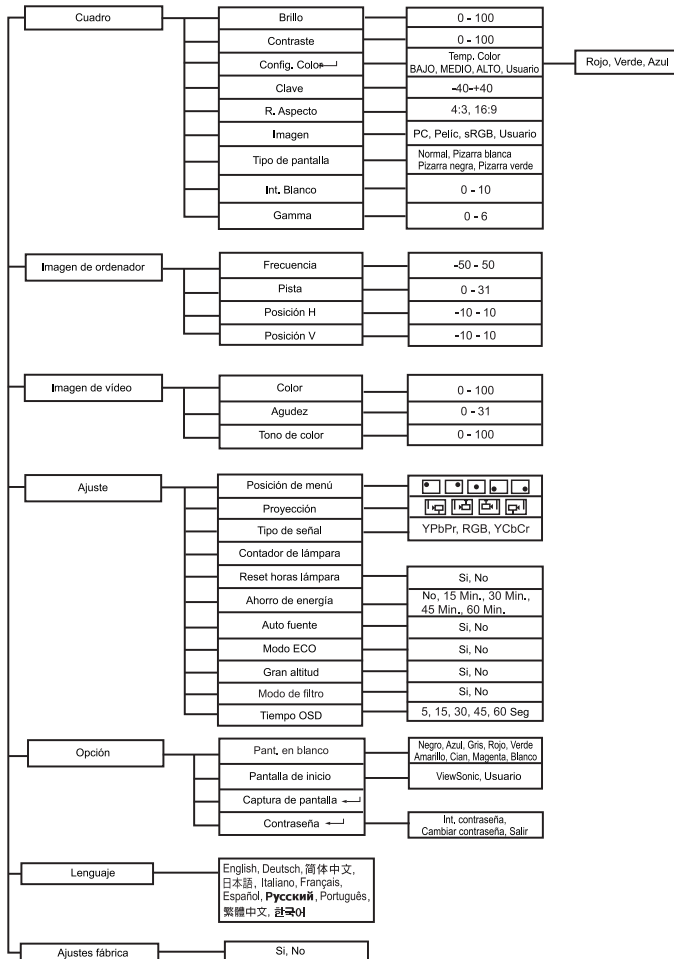 Cuadro
Brillo
0 - 100
Contraste
0 - 100
Config. Color
Temp. Color
BAJO, MEDIO, ALTO, Usuario
Rojo, Verde, Azul
Clave
-40-+40
R. Aspecto
4:3, 16:9
Imagen
PC, Pelíc, sRGB, Usuario
Tipo de pantalla
Normal, Pizarra blanca
Pizarra negra, Pizarra verde
Int. Blanco
0 - 10
Gamma
0 - 6
Imagen de ordenador
Frecuencia
-50 - 50
Pista
0 - 31
Posición H
-10 - 10
Posición V
-10 - 10
Imagen de vídeo
Color
0 - 100
Agudez
0 - 31
Tono de color
0 - 100
Ajuste
Posición de menú
Proyección
Tipo de señal
YPbPr, RGB, YCbCr
Contador de lámpara
Reset horas lámpara
Si, No
Ahorro de energía
No, 15 Min., 30 Min.,
45 Min., 60 Min.
Auto fuente
Si, No
Modo ECO
Si, No
Gran altitud
Si, No
Modo de filtro
Si, No
Tiempo OSD
5, 15, 30, 45, 60 Seg
Opción
Pant. en blanco
Negro, Azul, Gris, Rojo, Verde
Amarillo, Cian, Magenta, Blanco
Pantalla de inicio
ViewSonic, Usuario
Captura de pantalla
Contraseña
Int. contraseña,
Cambiar contraseña, Salir
Lenguaje
English, Deutsch, 简体中文,
日本語, Italiano, Français,
Español, Русский, Português,
繁體中文, 한국어
Ajustes fábrica
Si, No